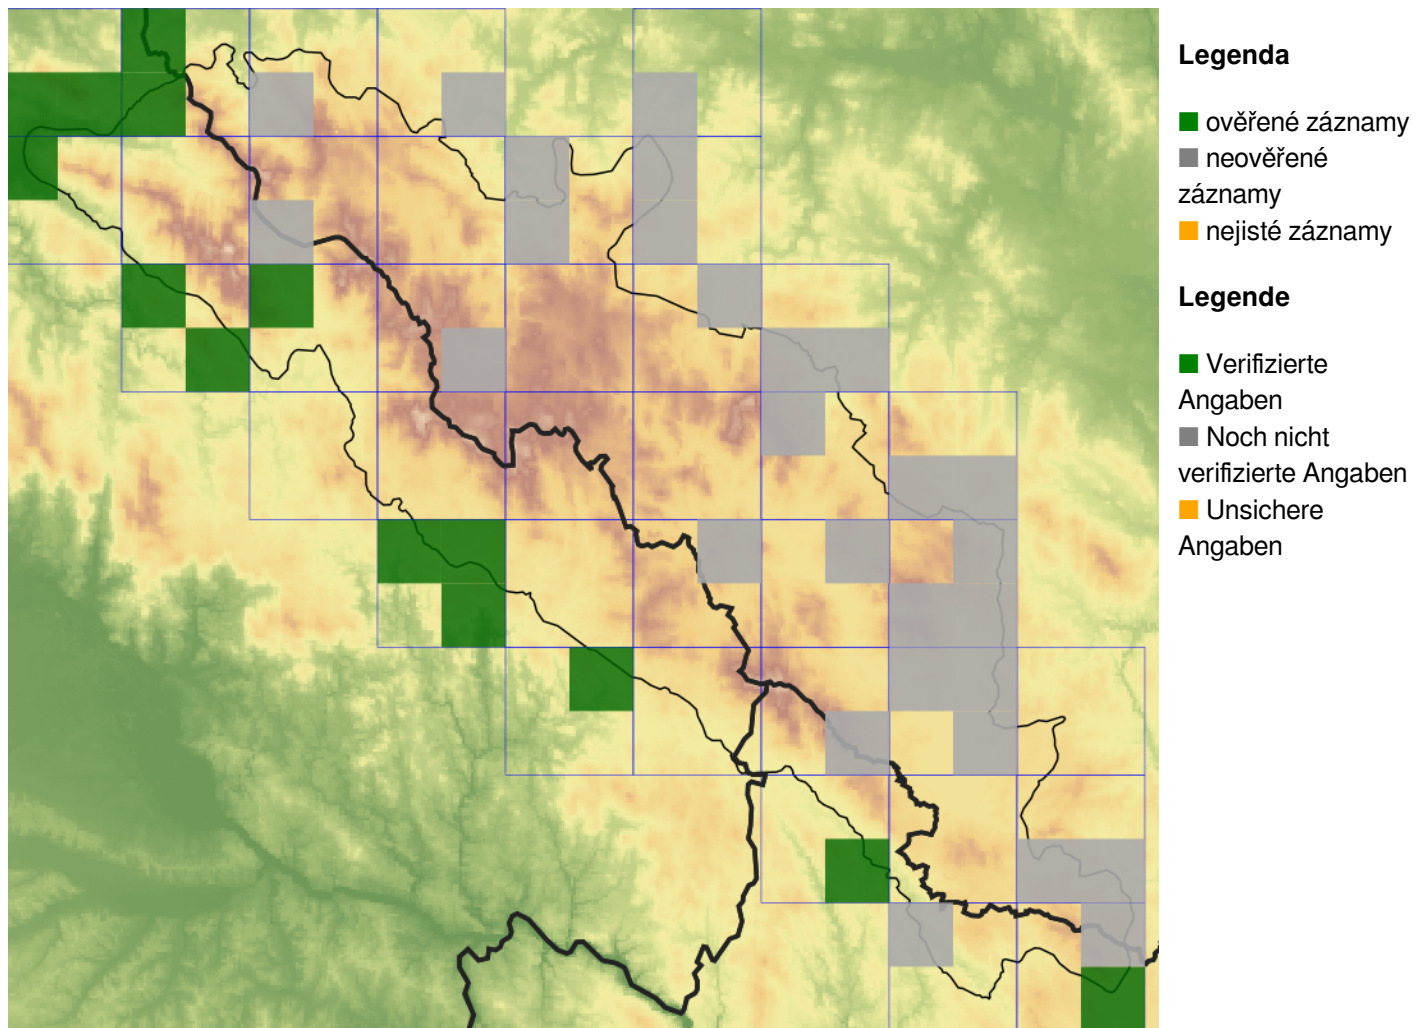 Legenda
ověřené záznamy
neověřené
záznamy
nejisté záznamy
Legende
Verifizierte
Angaben
Noch nicht
verifizierte Angaben
Unsichere
Angaben